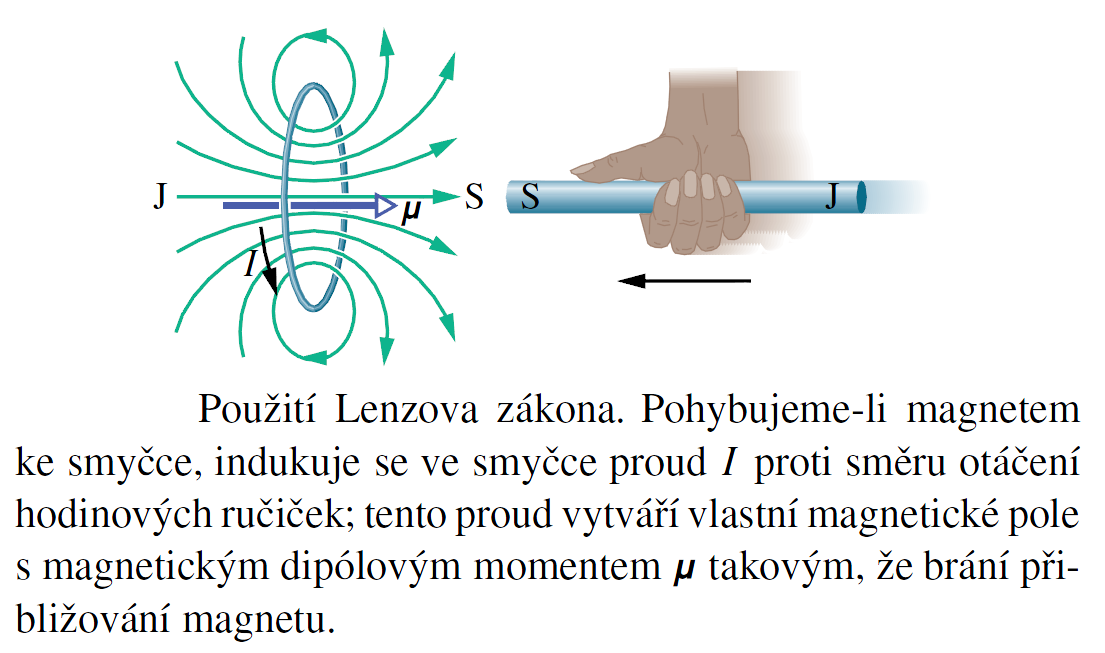 J S S J
μ
I
Použití Lenzova zákona. Pohybujeme-li magnetem
ke smyčce, indukuje se ve smyčce proud I proti směru otáčení
hodinových ručiček; tento proud vytváří vlastní magnetické pole
s magnetickým dipólovým momentem μ takovým, že brání při-
bližování magnetu.